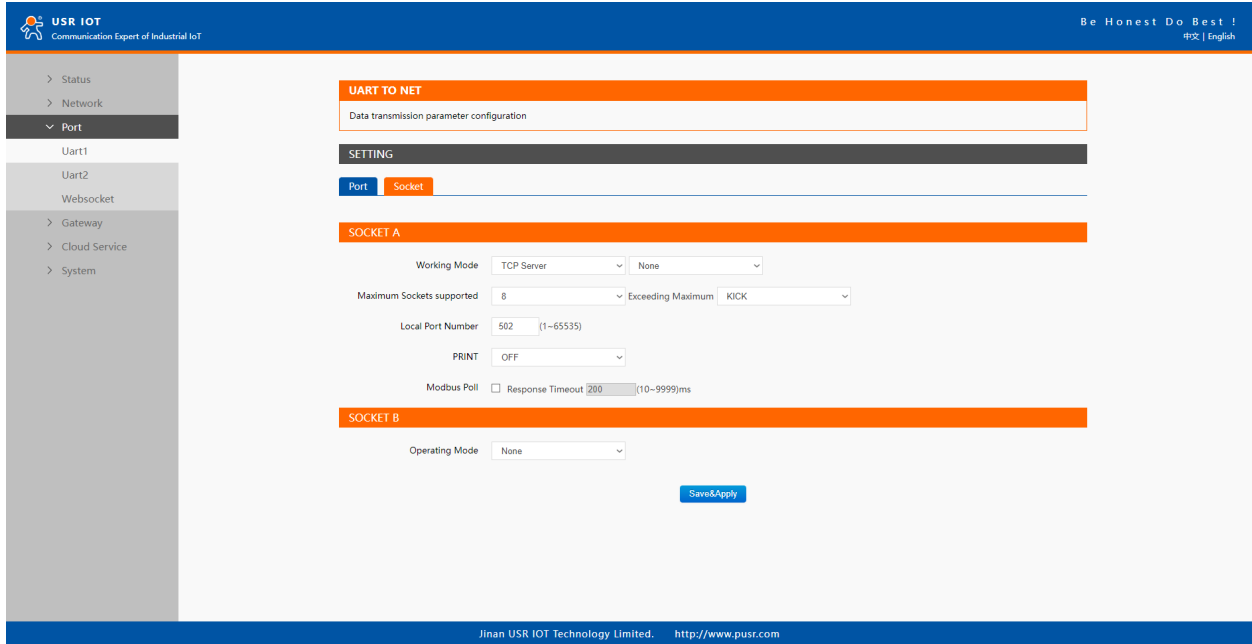 USR IOT
Communication Expert of Industrial IoT
Be Honest Do Best !
中文 | English
Status
Network
Port
Uart1
Uart2
Websocket
Gateway
Cloud Service
System
UART TO NET
Data transmission parameter configuration
SETTING
Port Socket
SOCKET A
Working Mode TCP Server None
Maximum Sockets supported 8 Exceeding Maximum KICK
Local Port Number 502 (1~65535)
PRINT OFF
Modbus Poll Response Timeout 200 (10~9999)ms
SOCKET B
Operating Mode None
Save&Apply
Jinan USR IOT Technology Limited. http://www.pusr.com